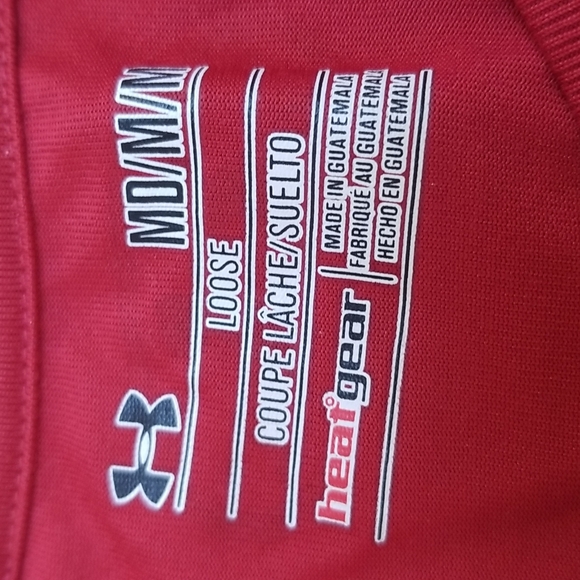 MD/M/M
LOOSE
COUPE LÂCHE/SUELTO
heatgear
MADE IN GUATEMALA
FABRIQUÉ AU GUATEMALA
HECHO EN GUATEMALA